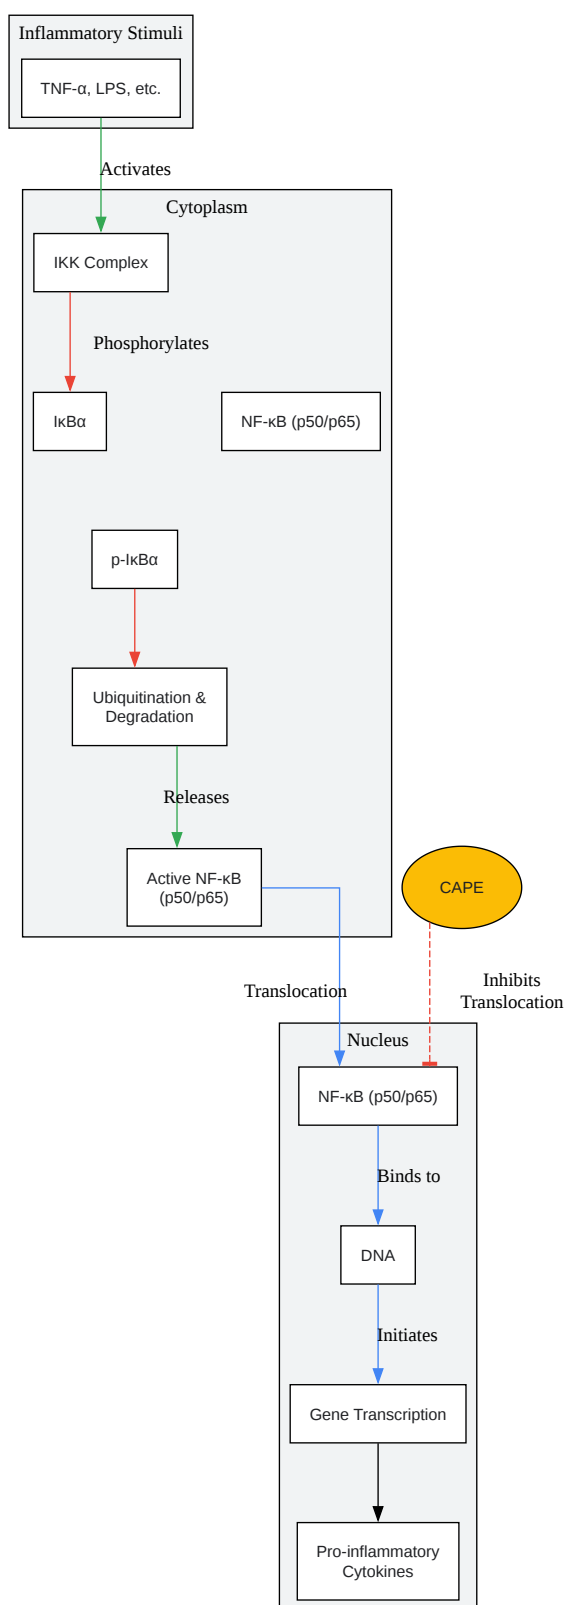 Inflammatory Stimuli
TNF-α, LPS, etc.
Activates
Cytoplasm
IKK Complex
Phosphorylates
IκBα
NF-κB (p50/p65)
p-IκBα
Ubiquitination &
Degradation
Releases
Active NF-κB
(p50/p65)
CAPE
Translocation
Inhibits
Translocation
Nucleus
NF-κB (p50/p65)
Binds to
DNA
Initiates
Gene Transcription
Pro-inflammatory
Cytokines